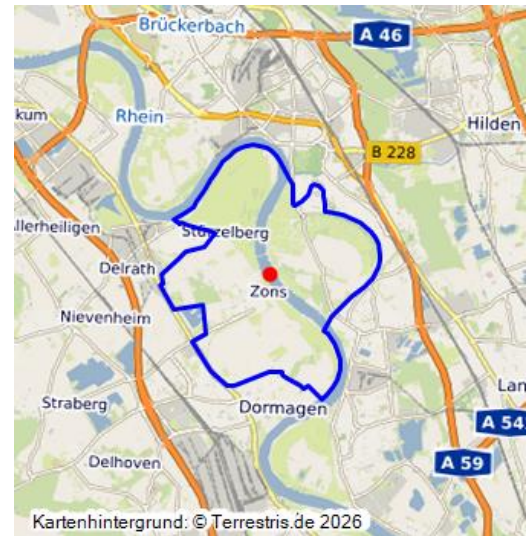 Brückerbach
A 46
Rhein
kum
Hilden
B 228
Allerheiligen
Stürzelberg
Delrath
Zons
Nievenheim
Lan
Straberg
Dormagen
A 54
Delhoven
A 59
Kartenhintergrund: © Terrestris.de 2026